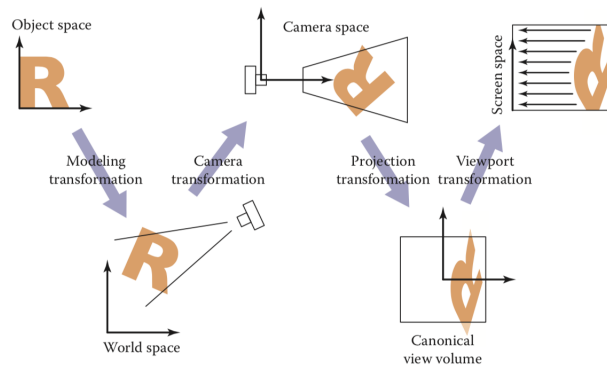 Object space
Camera space
Screen space
R
R
Modeling
transformation
Camera
transformation
Projection
transformation
Viewport
transformation
R
R
R
World space
Canonical
view volume